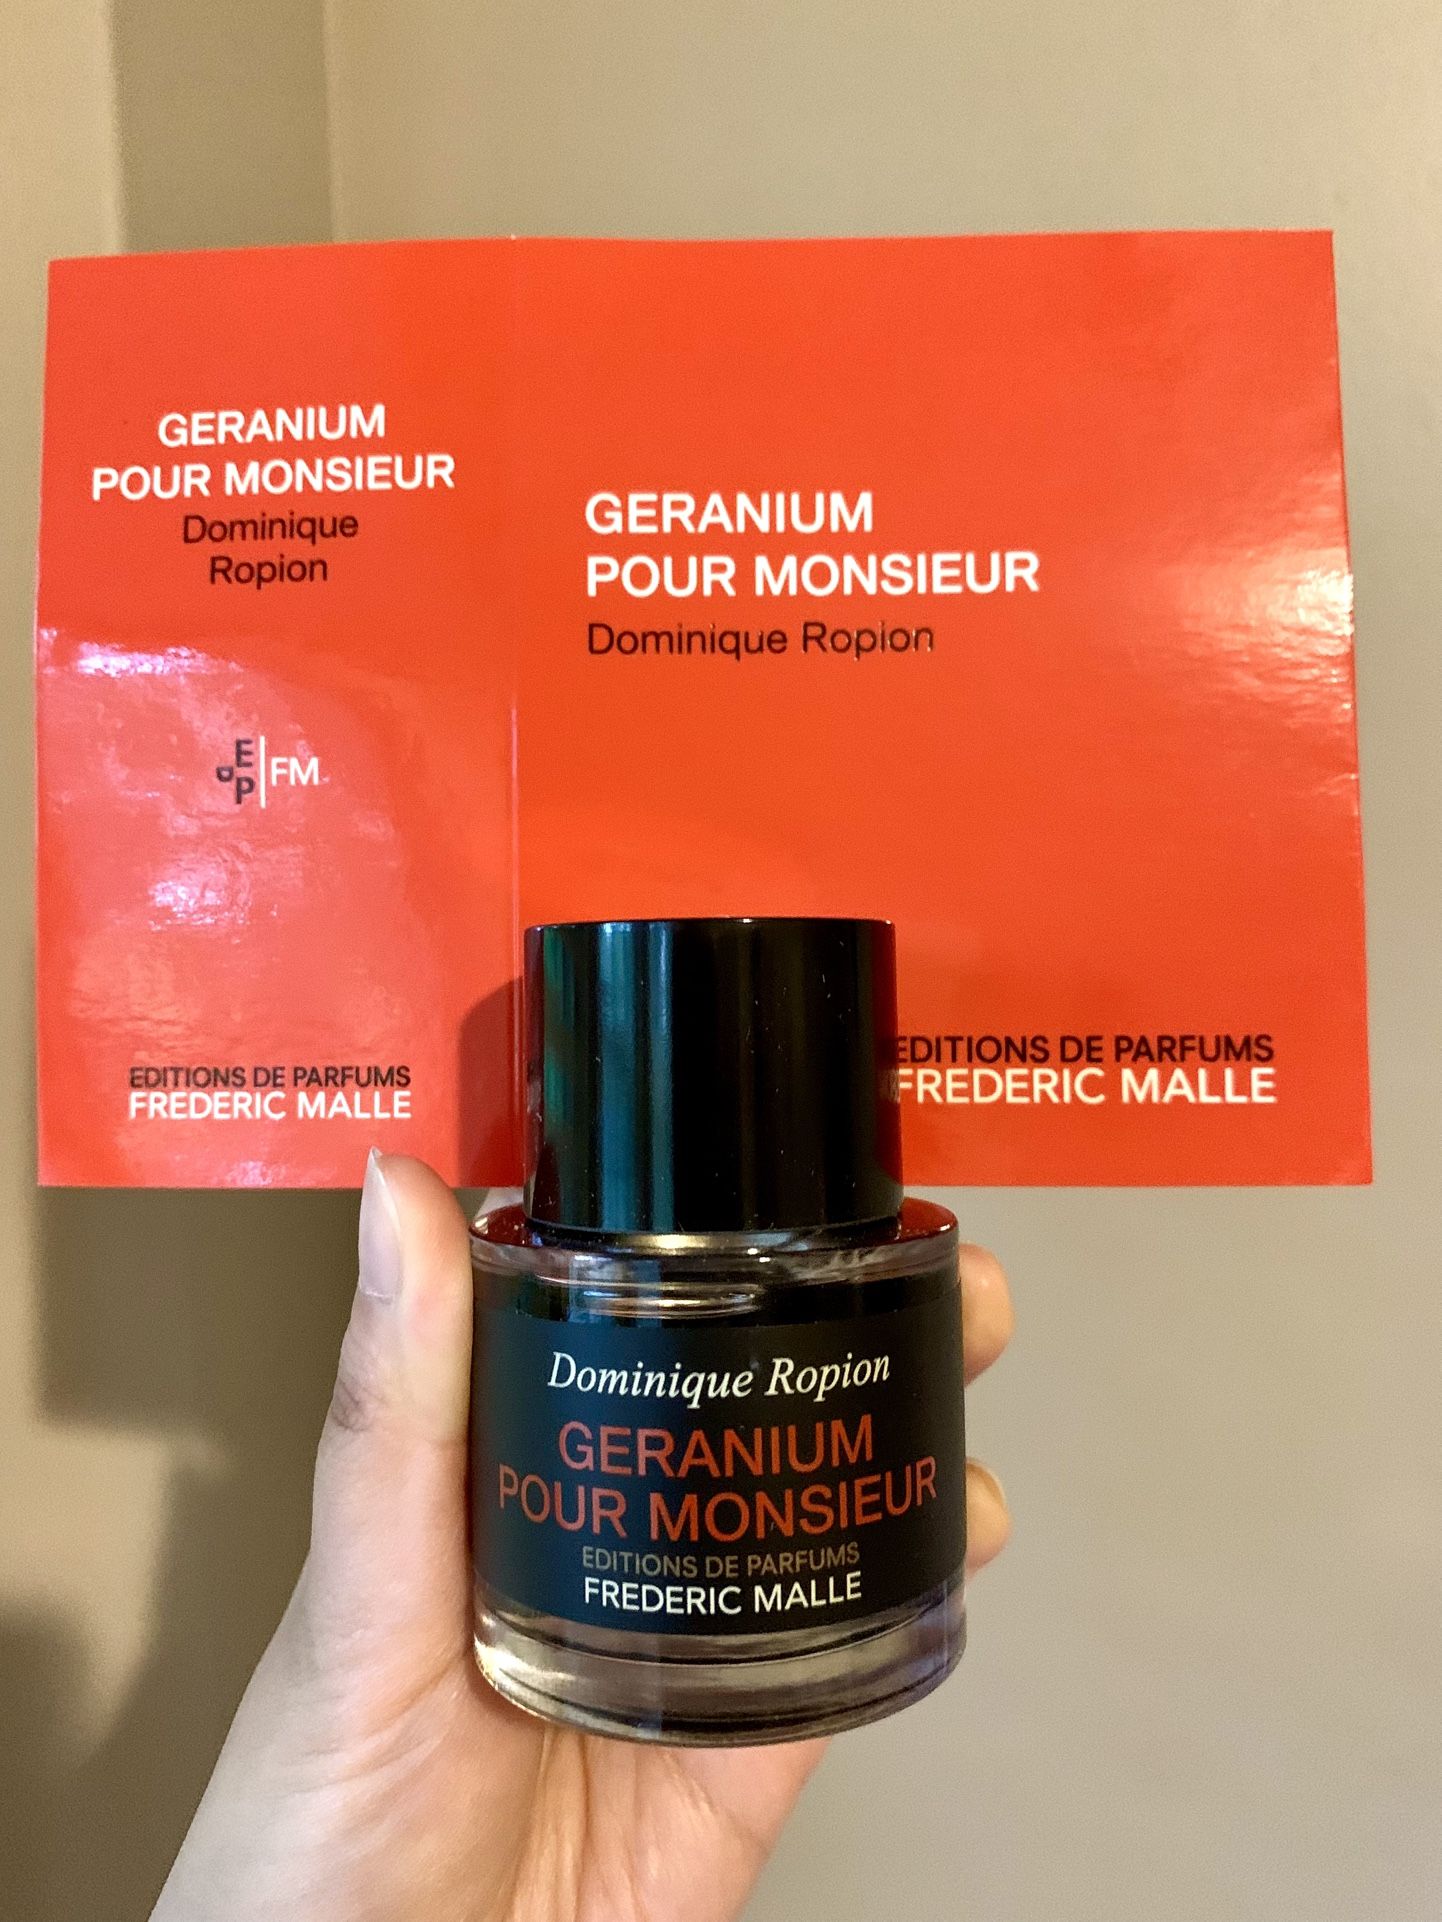 GERANIUM
POUR MONSIEUR
Dominique
Ropion
E
D
P
FM
EDITIONS DE PARFUMS
FREDERIC MALLE
GERANIUM
POUR MONSIEUR
Dominique Ropion
EDITIONS DE PARFUMS
FREDERIC MALLE
Dominique Ropion
GERANIUM
POUR MONSIEUR
EDITIONS DE PARFUMS
FREDERIC MALLE